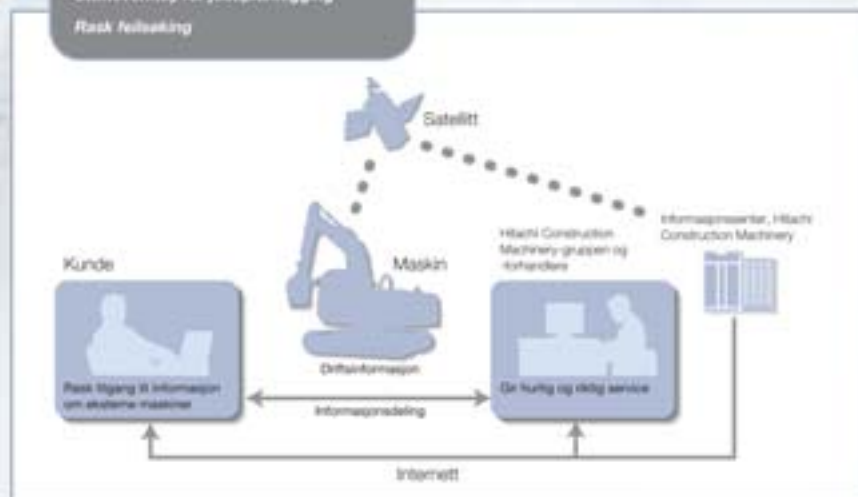 Rask feilsøking
Satellitt
Informasjonssenter, Hitachi
Construction Machinery
Hitachi Construction
Machinery-gruppen og
-forhandlere
Kunde
Maskin
Rask tilgang til informasjon
om eksterne maskiner
Driftsinformasjon
Gir hurtig og riktig service
Informasjonsdeling
Internett